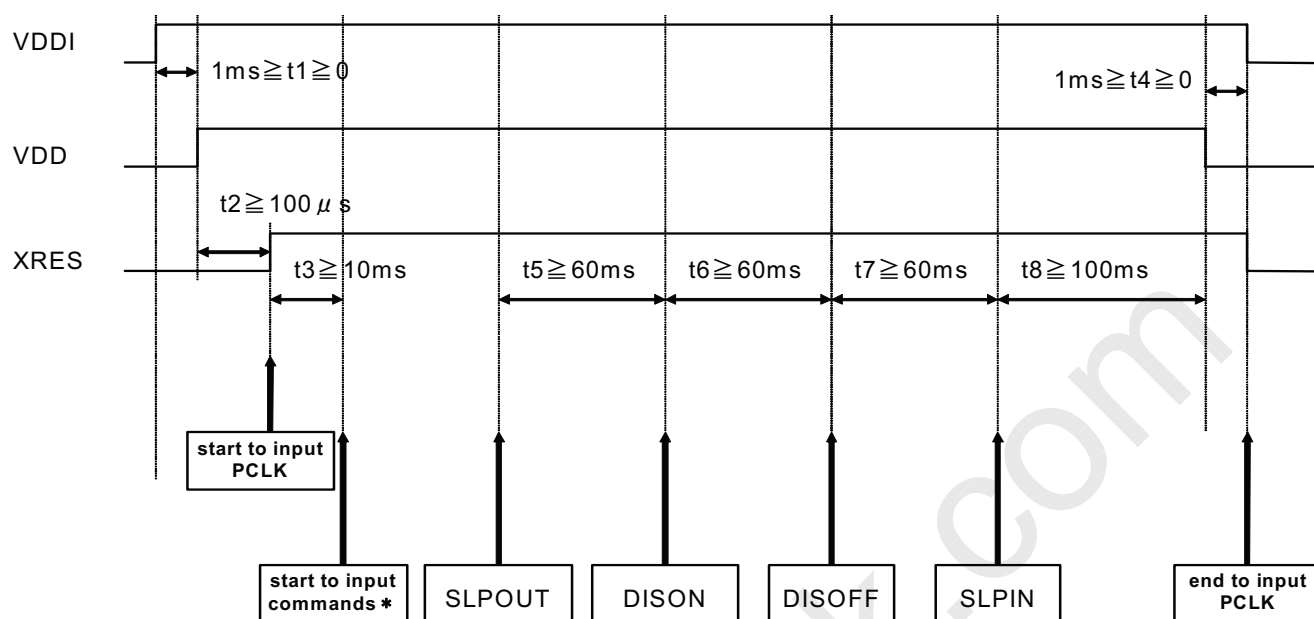 VDDI
1ms≧t1≧0
1ms≧t4≧0
VDD
t2≧100μs
XRES
t3≧10ms
t5≧60ms
t6≧60ms
t7≧60ms
t8≧100ms
start to input
PCLK
start to input
commands＊
SLPOUT
DISON
DISOFF
SLPIN
end to input
PCLK
.com